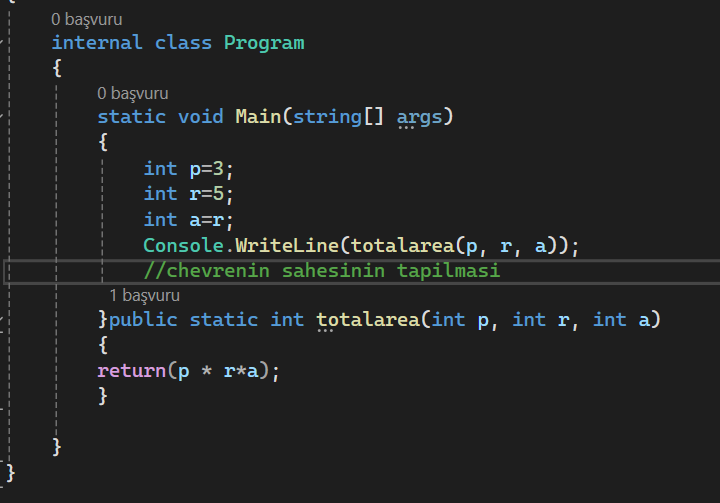 {
0 başvuru
internal class Program
{
0 başvuru
static void Main(string[] args)
{
int p=3;
int r=5;
int a=r;
Console.WriteLine(totalarea(p, r, a));
//chevrenin sahesinin tapilmasi
1 başvuru
}public static int totalarea(int p, int r, int a)
{
return(p * r*a);
}
}
}